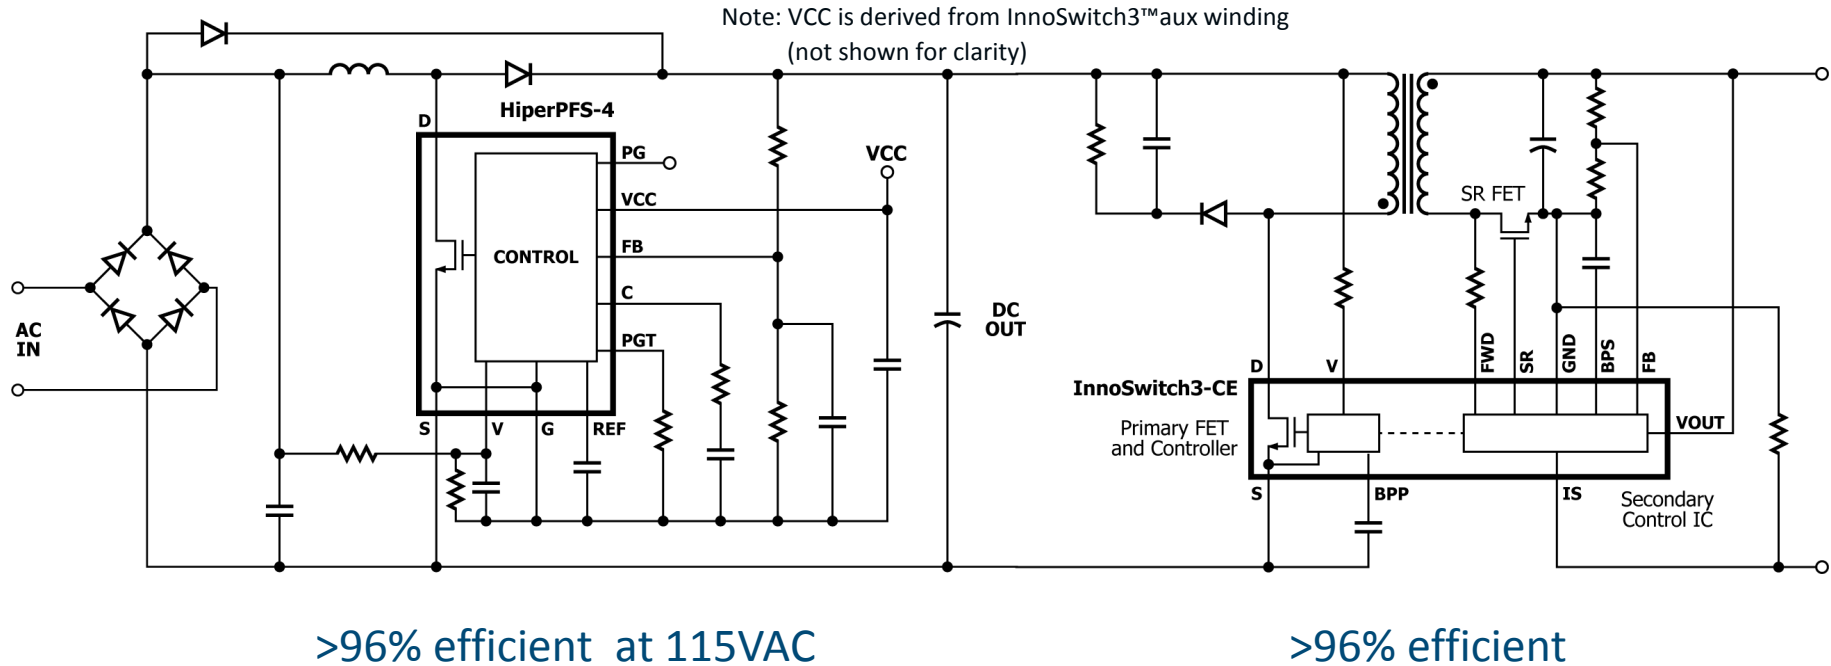 Note: VCC is derived from InnoSwitch3™aux winding
(not shown for clarity)
HiperPFS-4
D
PG
VCC
VCC
FB
CONTROL
C
PGT
S
V
G
REF
AC
IN
DC
OUT
SR FET
FWD
SR
GND
BPS
FB
D
V
InnoSwitch3-CE
Primary FET
and Controller
VOUT
S
BPP
IS
Secondary
Control IC
>96% efficient at 115VAC
>96% efficient